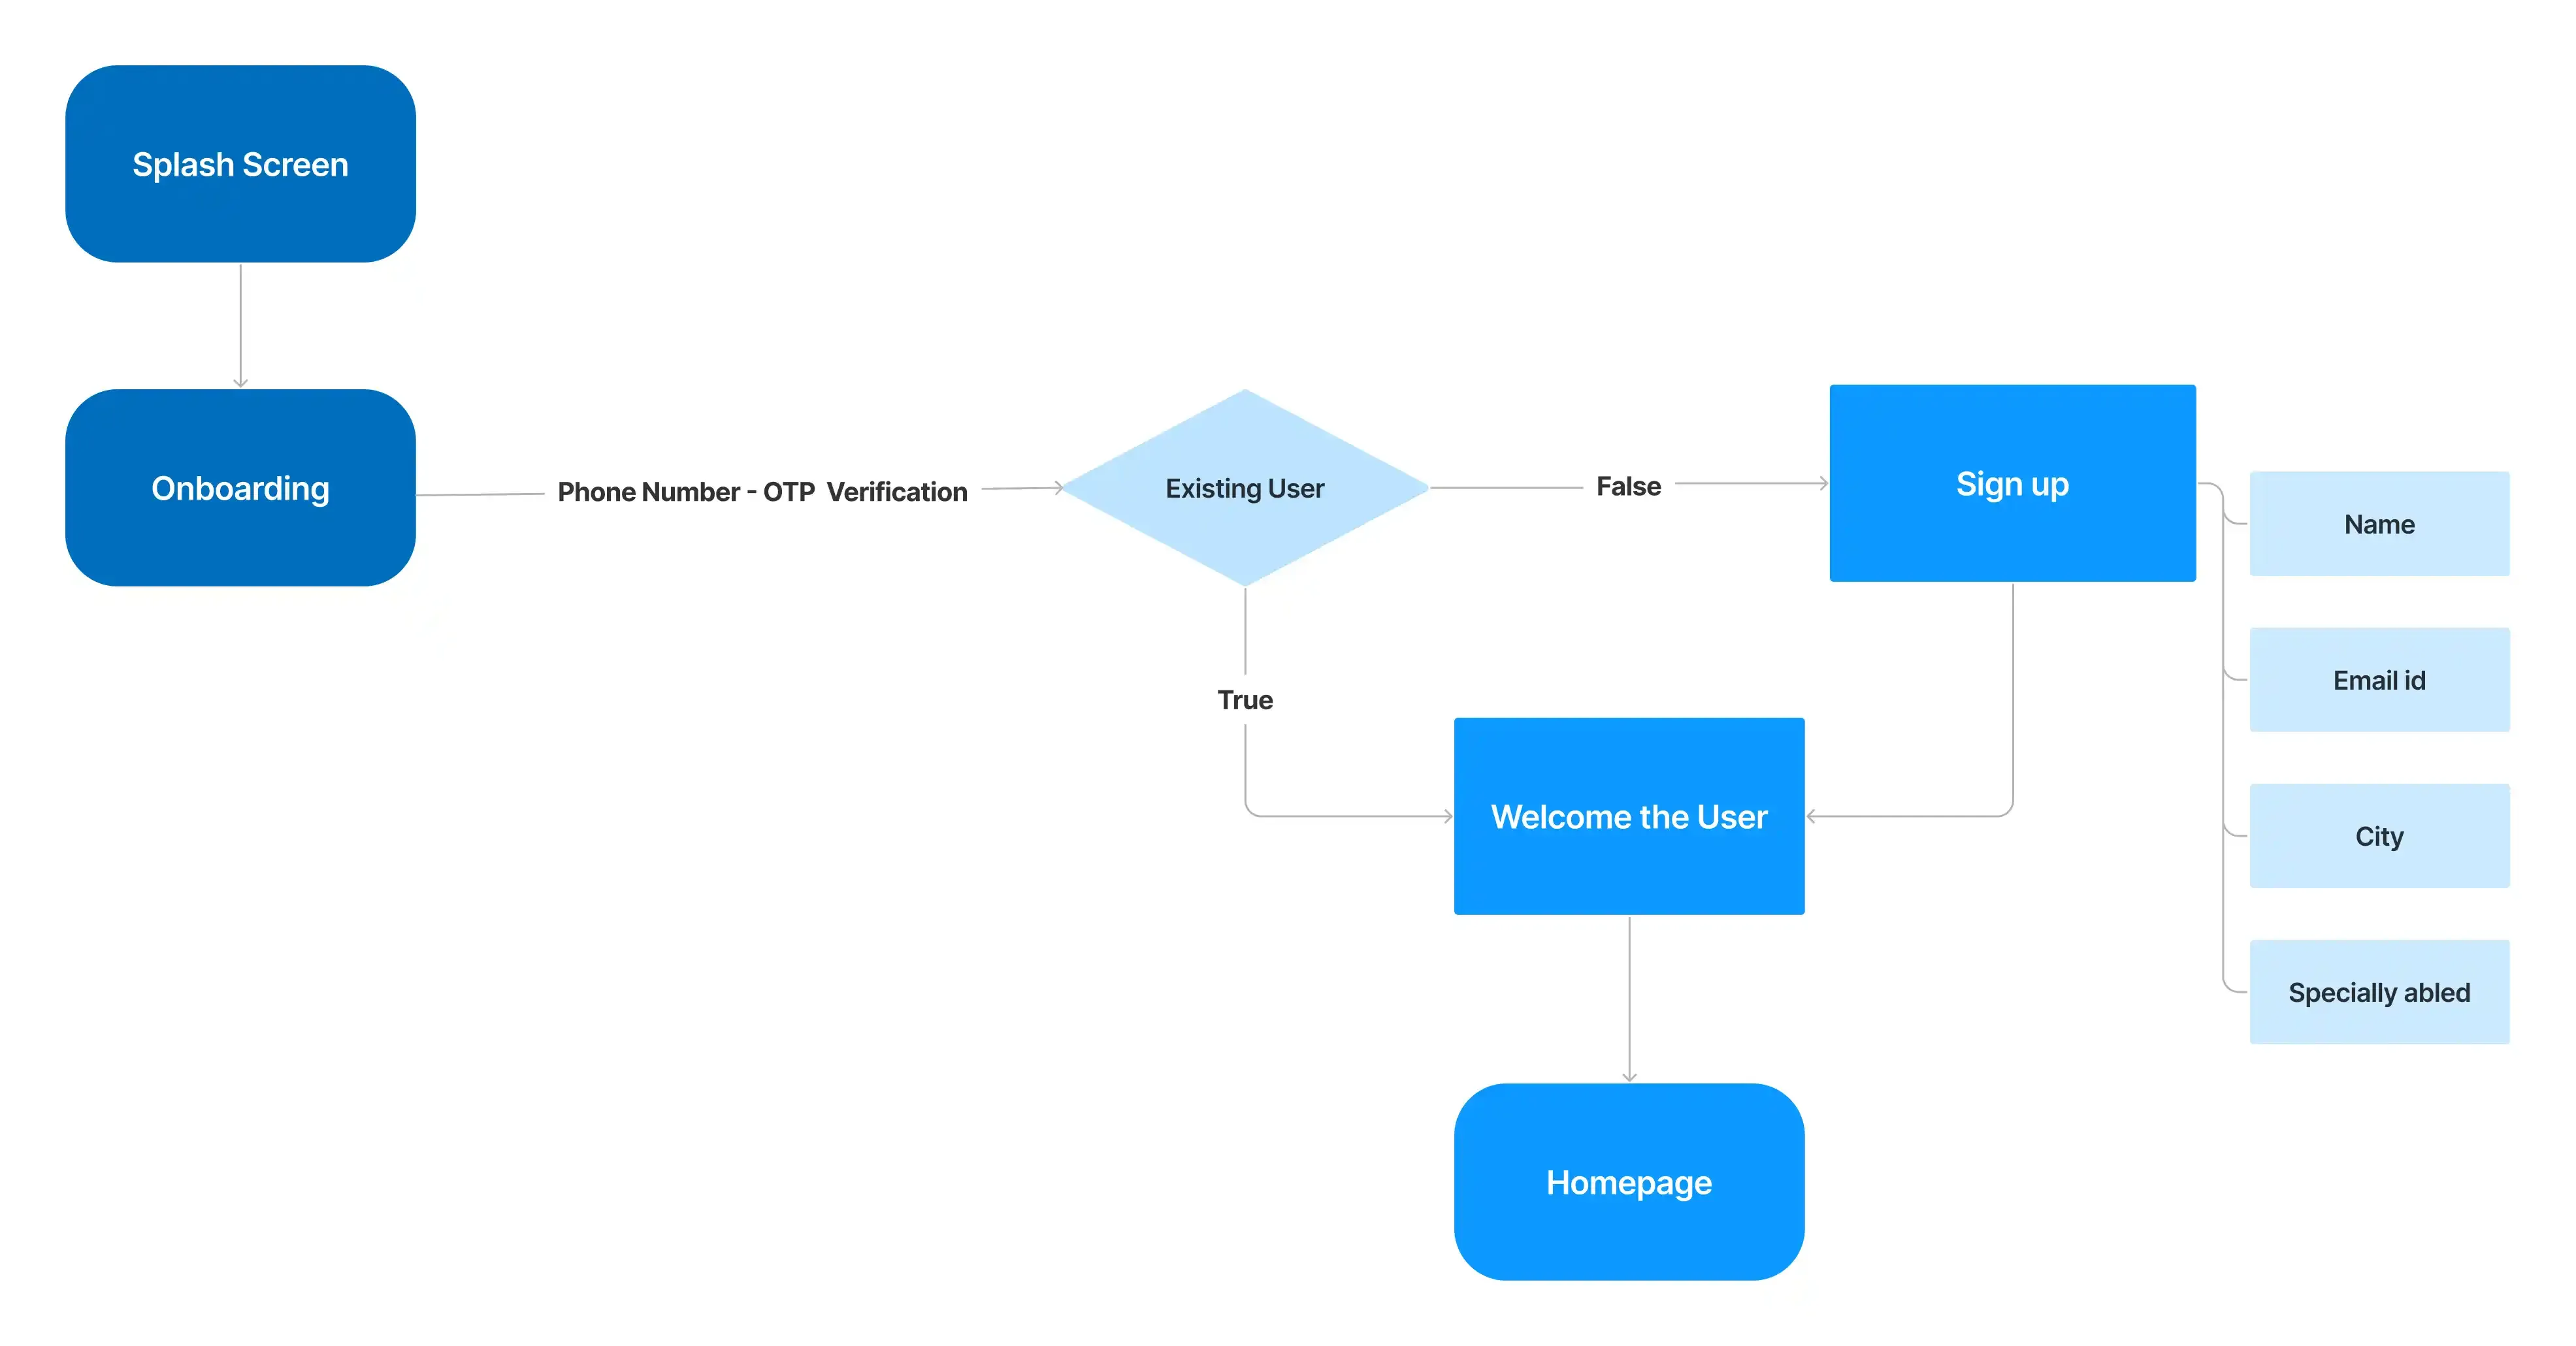 Splash Screen
Onboarding
Phone Number - OTP  Verification
Existing User
False
Sign up
Name
Email id
City
Specially abled
True
Welcome the User
Homepage